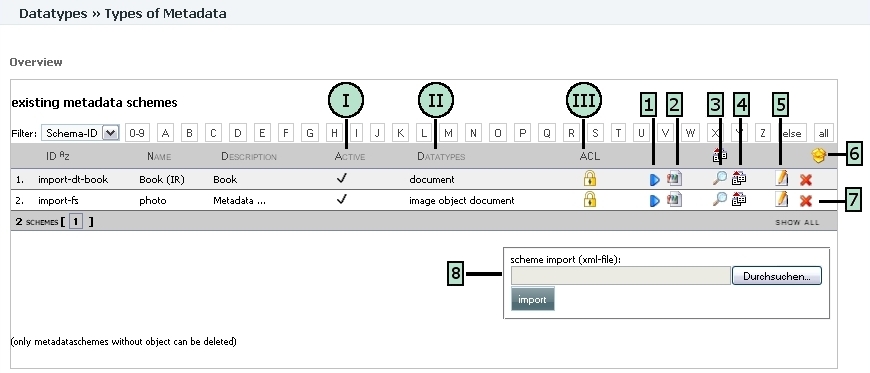 Datatypes » Types of Metadata
Overview
existing metadata schemes
I II III 1 2 3 4 5
Filter: Schema-ID 0-9 A B C D E F G H I J K L M N O P Q R S T U V W X Y Z else all
ID AZ NAME DESCRIPTION ACTIVE DATATYPES ACL 6
1. import-dt-book Book (IR) Book document
2. import-fs photo Metadata ... image object document 7
2 SCHEMES [ 1 ] SHOW ALL
scheme import (xml-file):
8 Durchsuchen...
import
(only metadataschemes without object can be deleted)